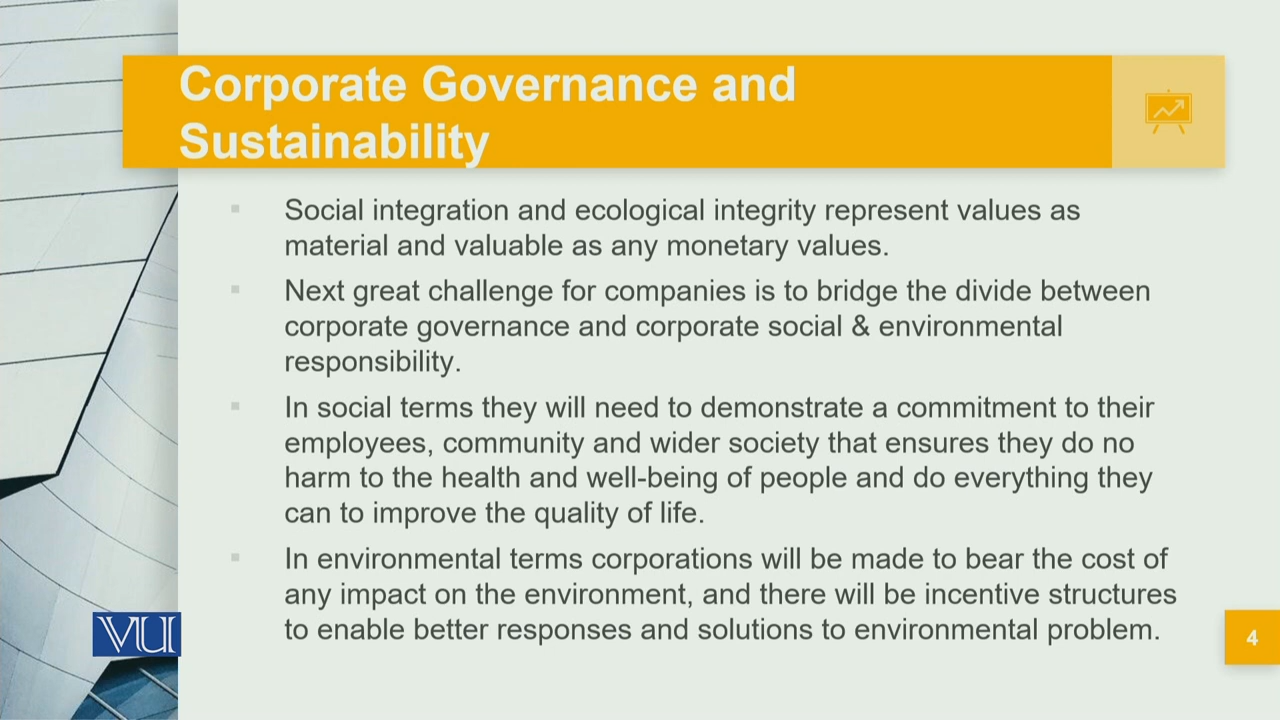 Corporate Governance and
Sustainability
Social integration and ecological integrity represent values as
material and valuable as any monetary values.
Next great challenge for companies is to bridge the divide between
corporate governance and corporate social & environmental
responsibility.
In social terms they will need to demonstrate a commitment to their
employees, community and wider society that ensures they do no
harm to the health and well-being of people and do everything they
can to improve the quality of life.
In environmental terms corporations will be made to bear the cost of
any impact on the environment, and there will be incentive structures
to enable better responses and solutions to environmental problem.
VU
4